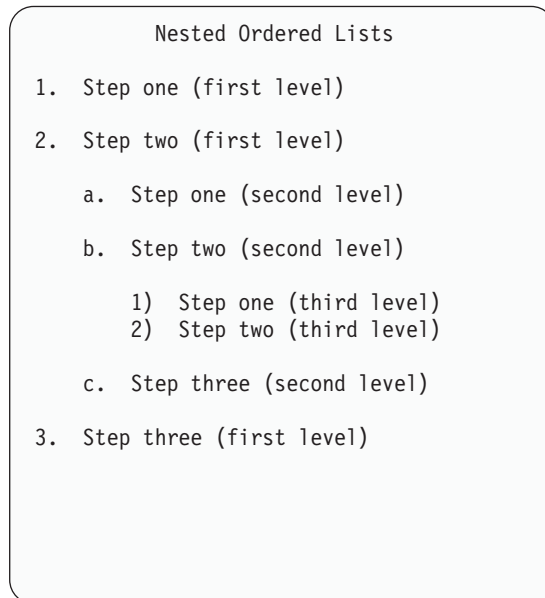 Nested Ordered Lists
1. Step one (first level)
2. Step two (first level)
a. Step one (second level)
b. Step two (second level)
1) Step one (third level)
2) Step two (third level)
c. Step three (second level)
3. Step three (first level)